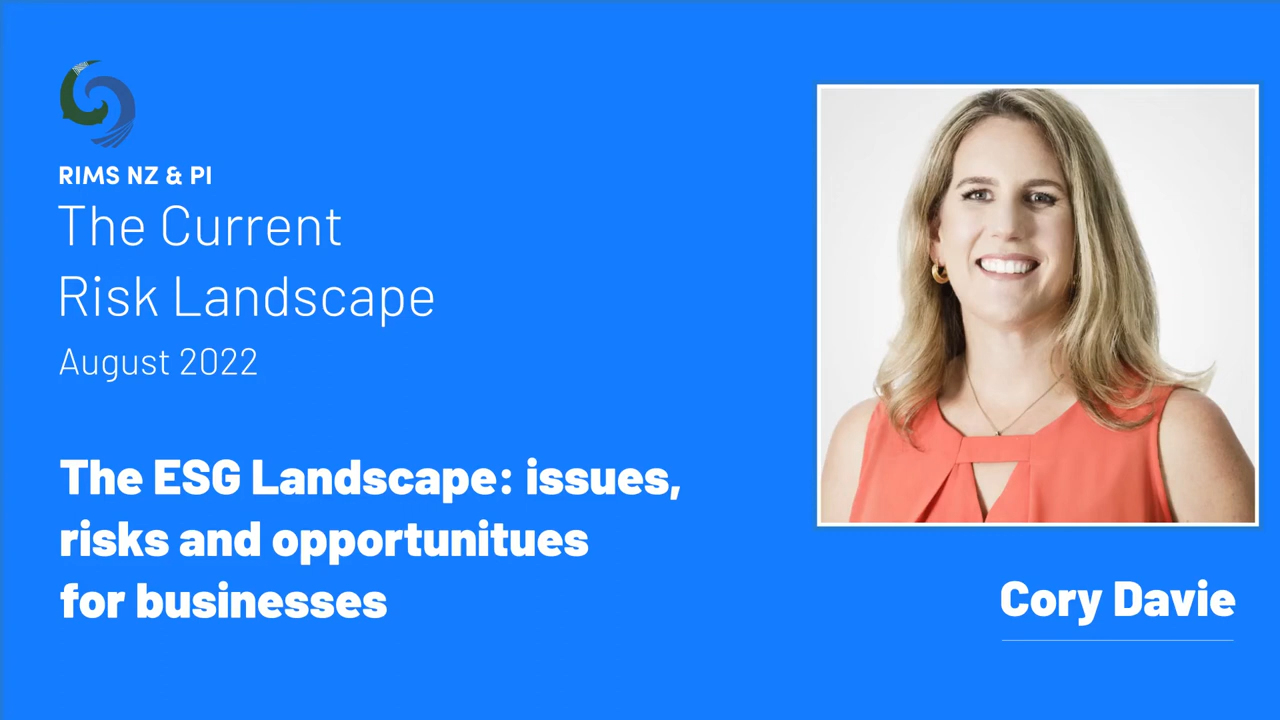 RIMS NZ & PI
The Current
Risk Landscape
August 2022
The ESG Landscape: issues,
risks and opportunitues
for businesses
Cory Davie